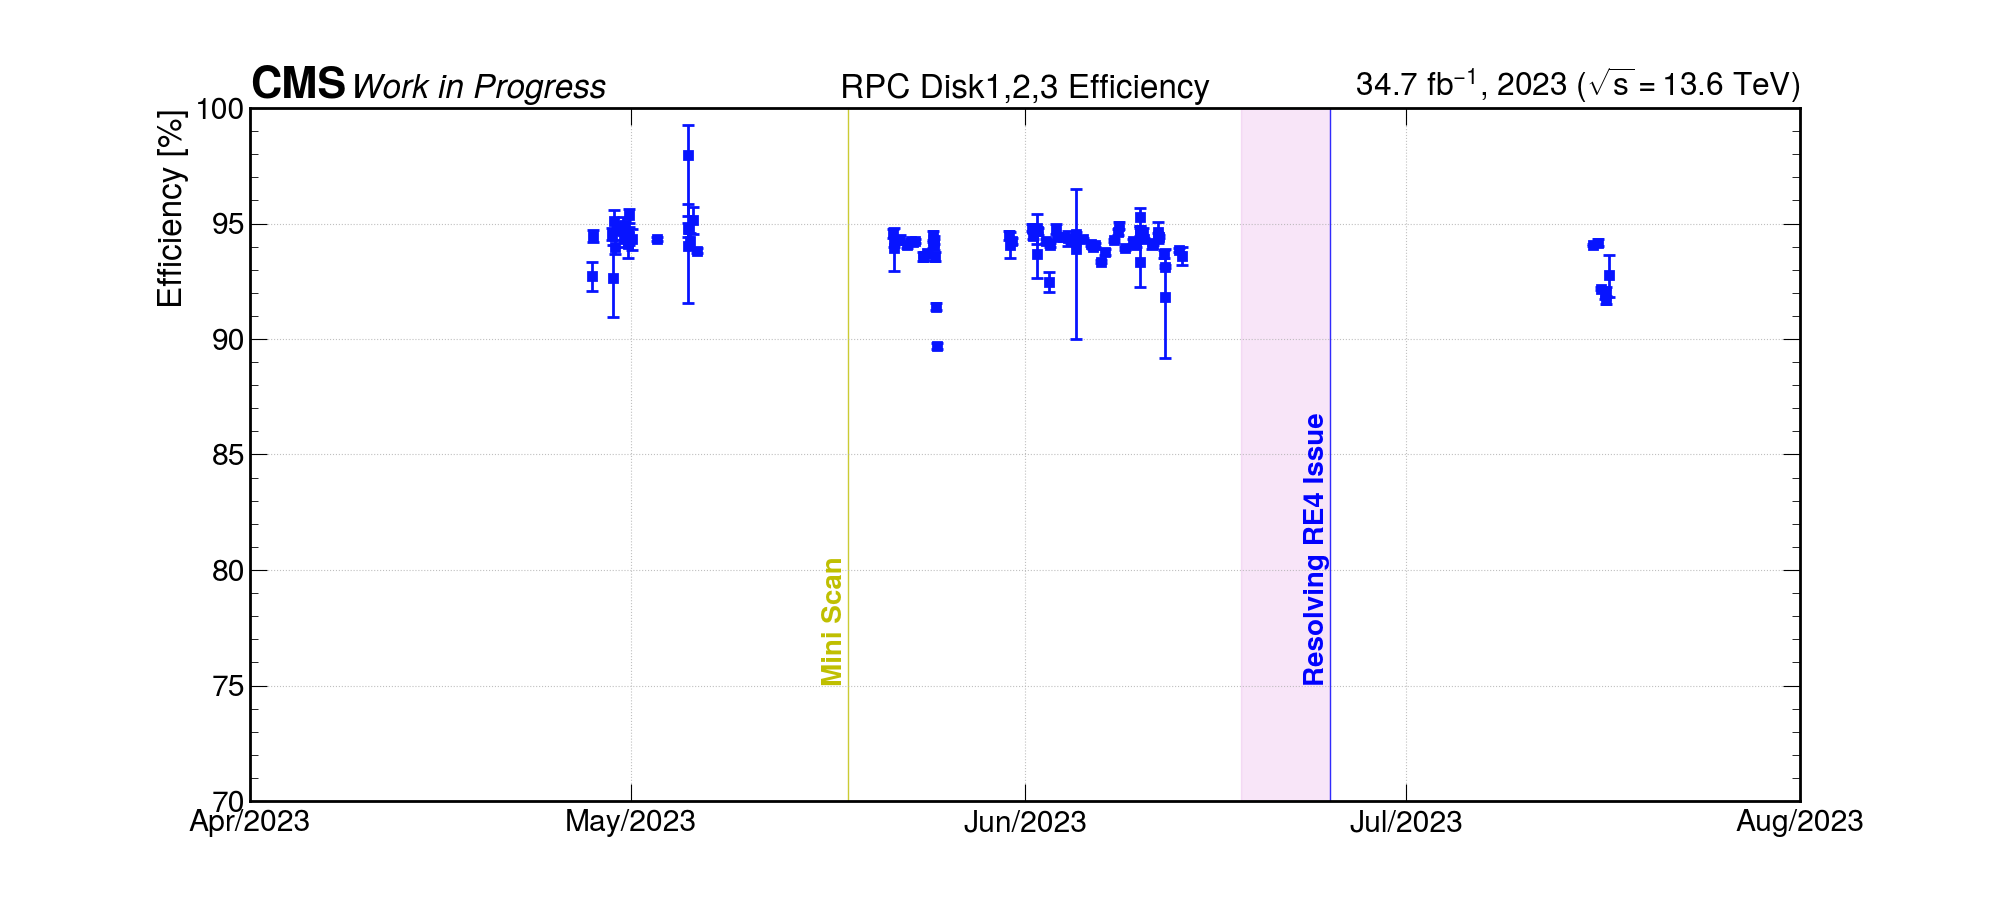 CMS Work in Progress RPC Disk1,2,3 Efficiency 34.7 fb⁻¹, 2023 (√s = 13.6 TeV)
Efficiency [%]
100
95
90
85
80
75
70
Mini Scan
Resolving RE4 Issue
Apr/2023 May/2023 Jun/2023 Jul/2023 Aug/2023